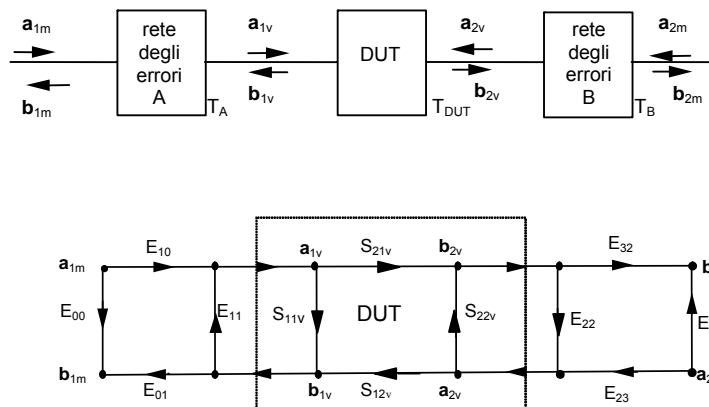 a1m
rete
degli
errori
A
a1v
DUT
a2v
rete
degli
errori
B
a2m
b1m
TA
b1v
TDUT
b2v
TB
b2m
a1m
E10
a1v
S21v
b2v
E32
b
E00
E11
S11v
DUT
S22v
E22
E
b1m
E01
b1v
S12v
a2v
E23
a2